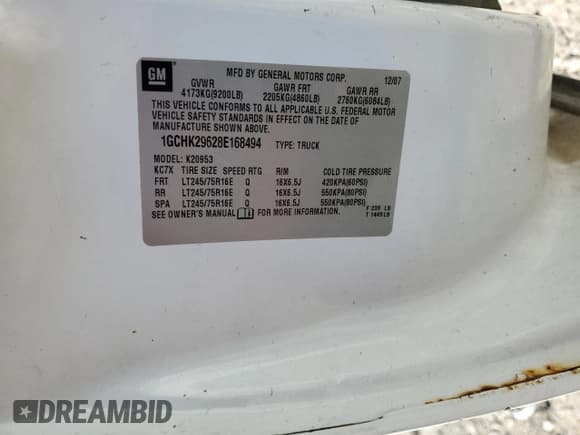 GM
MFD BY GENERAL MOTORS CORP. 12/07
GVWR GAWR FRT GAWR RR
4173KG(9200LB) 2205KG(4860LB) 2760KG(6084LB)
THIS VEHICLE CONFORMS TO ALL APPLICABLE U.S. FEDERAL MOTOR
VEHICLE SAFETY STANDARDS IN EFFECT ON THE DATE OF
MANUFACTURE SHOWN ABOVE.
1GCHK29628E168494 TYPE: TRUCK
MODEL: K20953
KC7X TIRE SIZE SPEED RTG RIM COLD TIRE PRESSURE
FRT LT245/75R16E Q 16X6.5J 420KPA(60PSI)
RR LT245/75R16E Q 16X6.5J 550KPA(80PSI)
SPA LT245/75R16E Q 16X6.5J 550KPA(80PSI)
SEE OWNER'S MANUAL FOR MORE INFORMATION.
F 239 LB
T 1449 LB
DREAMBID